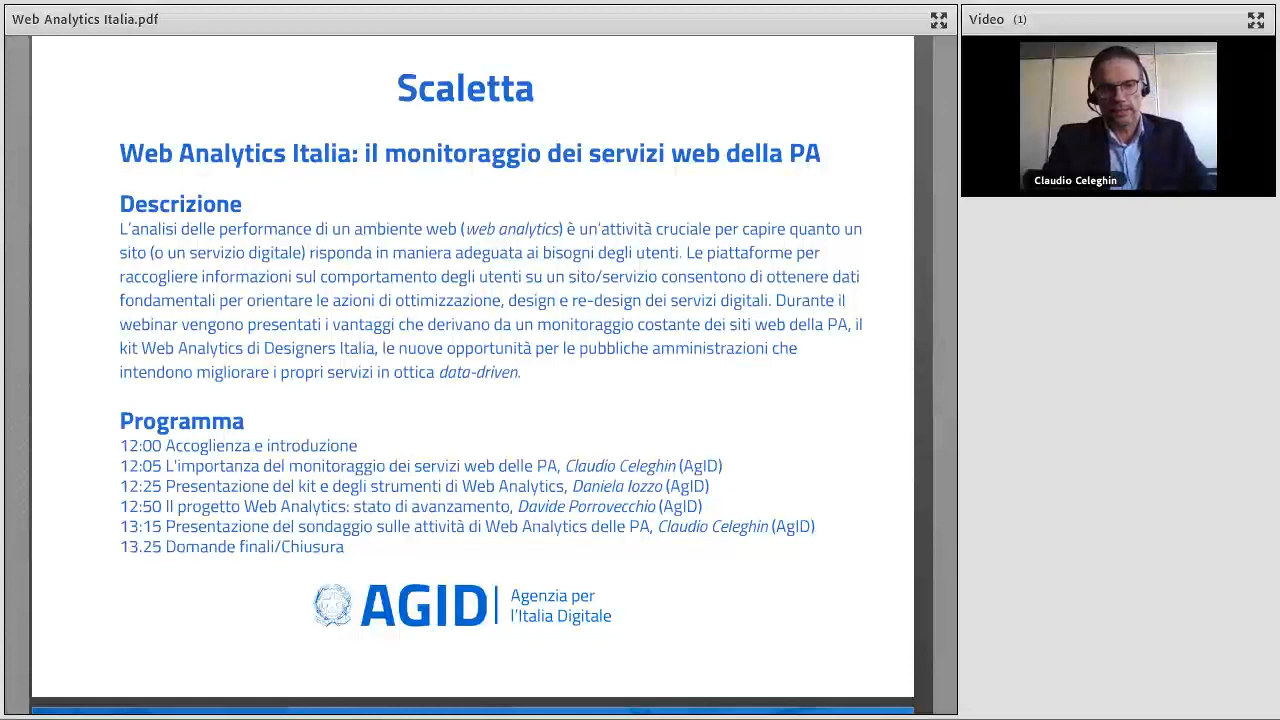 Web Analytics Italia.pdf
Video (1)
Claudio Celeghin
Scaletta
Web Analytics Italia: il monitoraggio dei servizi web della PA
Descrizione
L'analisi delle performance di un ambiente web (web analytics) è un'attività cruciale per capire quanto un
sito (o un servizio digitale) risponda in maniera adeguata ai bisogni degli utenti. Le piattaforme per
raccogliere informazioni sul comportamento degli utenti su un sito/servizio consentono di ottenere dati
fondamentali per orientare le azioni di ottimizzazione, design e re-design dei servizi digitali. Durante il
webinar vengono presentati i vantaggi che derivano da un monitoraggio costante dei siti web della PA, il
kit Web Analytics di Designers Italia, le nuove opportunità per le pubbliche amministrazioni che
intendono migliorare i propri servizi in ottica data-driven.
Programma
12:00 Accoglienza e introduzione
12:05 L'importanza del monitoraggio dei servizi web delle PA, Claudio Celeghin (AgID)
12:25 Presentazione del kit e degli strumenti di Web Analytics, Daniela Iozzo (AgID)
12:50 Il progetto Web Analytics: stato di avanzamento, Davide Porrovecchio (AgID)
13:15 Presentazione del sondaggio sulle attività di Web Analytics delle PA, Claudio Celeghin (AgID)
13.25 Domande finali/Chiusura
AGID
Agenzia per
l'Italia Digitale